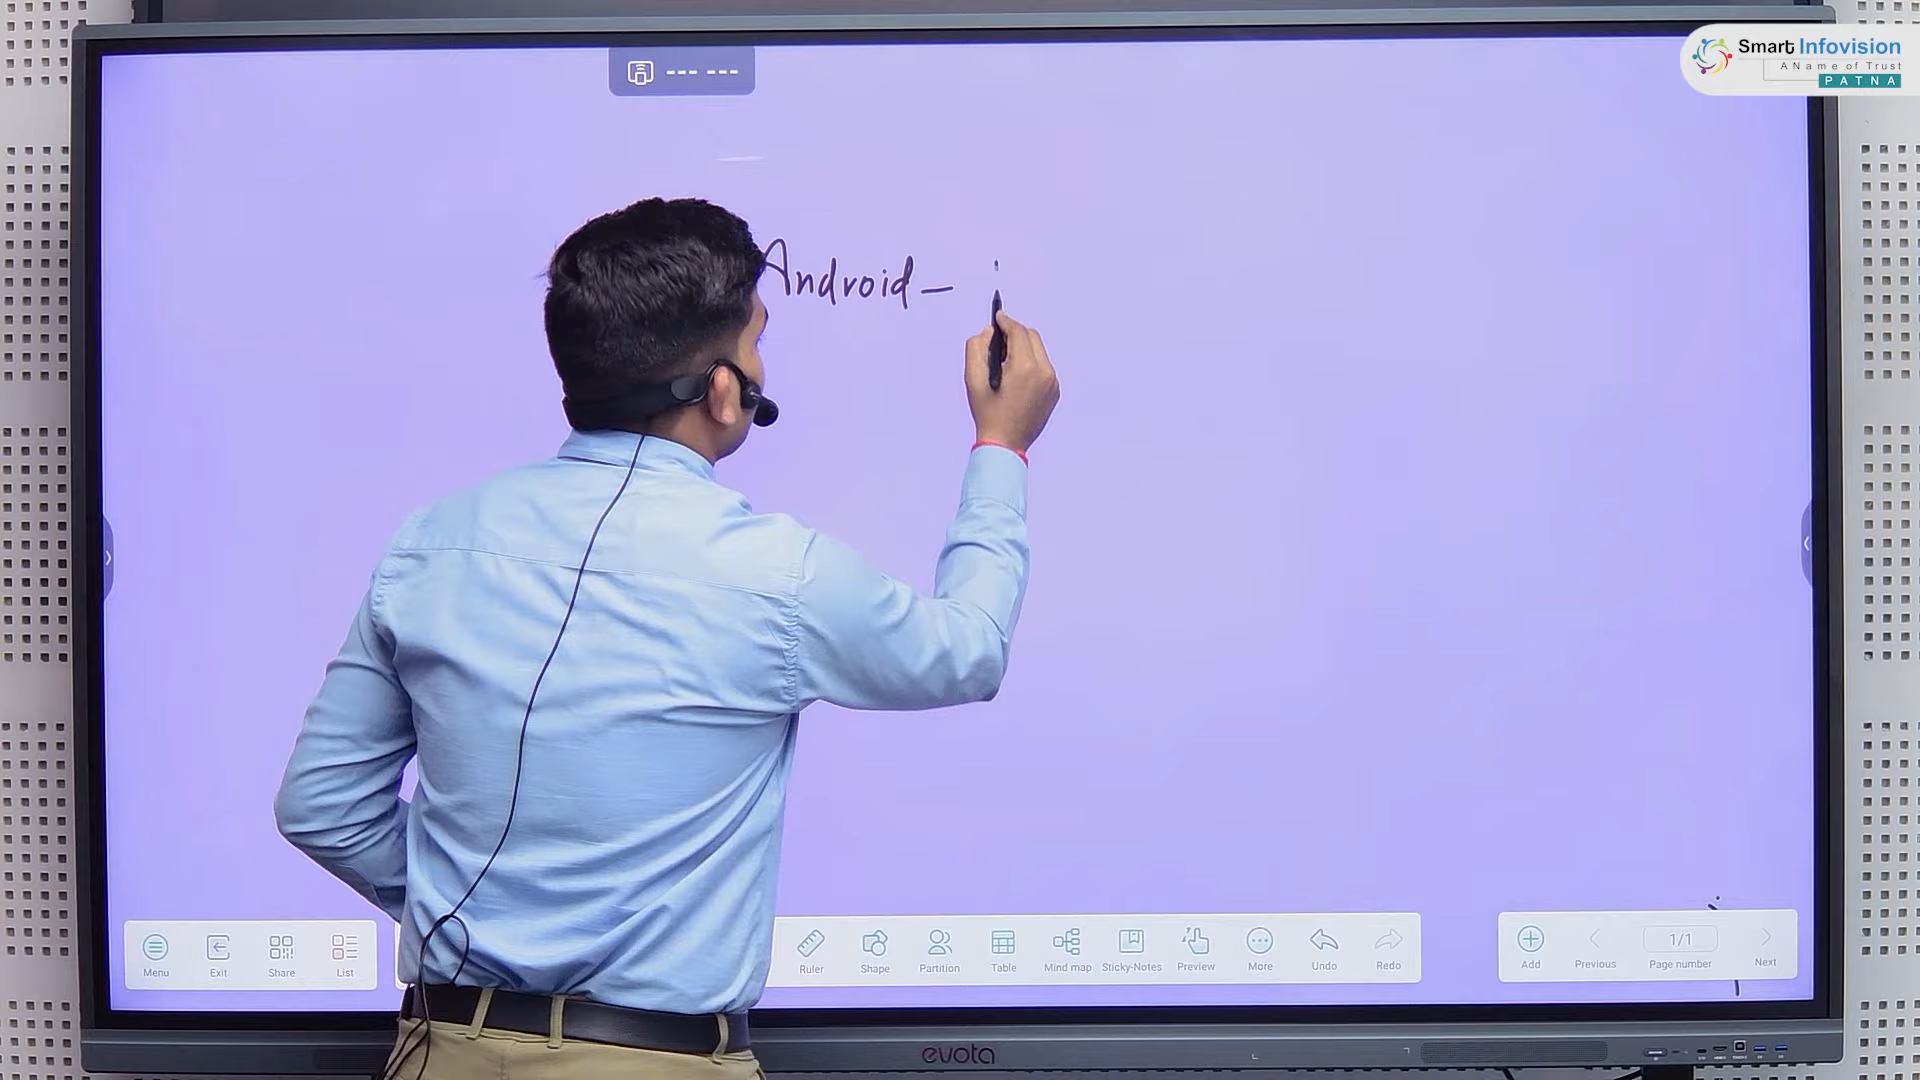 Smart Infovision
A Name of Trust
PATNA
--- ---
Android –
Menu Exit Share List Ruler Shape Partition Table Mind map Sticky-Notes Preview More Undo Redo Add Previous 1/1 Page number Next
evota